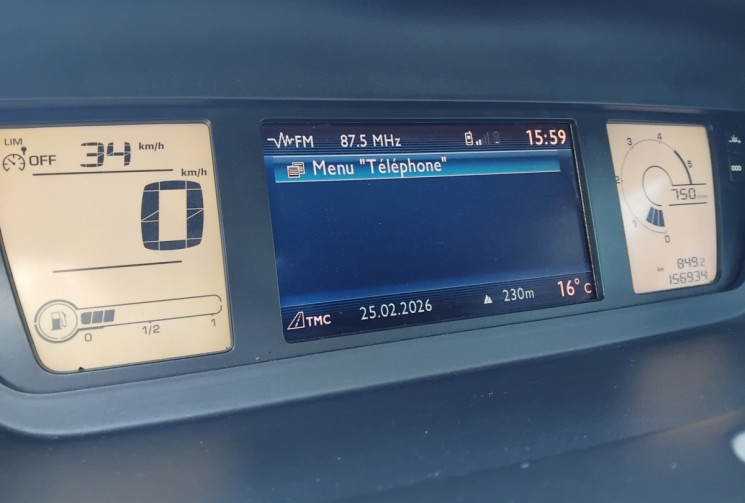 LIM
OFF 34 km/h
km/h
0
0 1/2 1
FM 87.5 MHz 15:59
Menu "Téléphone"
TMC 25.02.2026 230m 16°C
3 4
2 5
750
1
0
km 849.2
156934